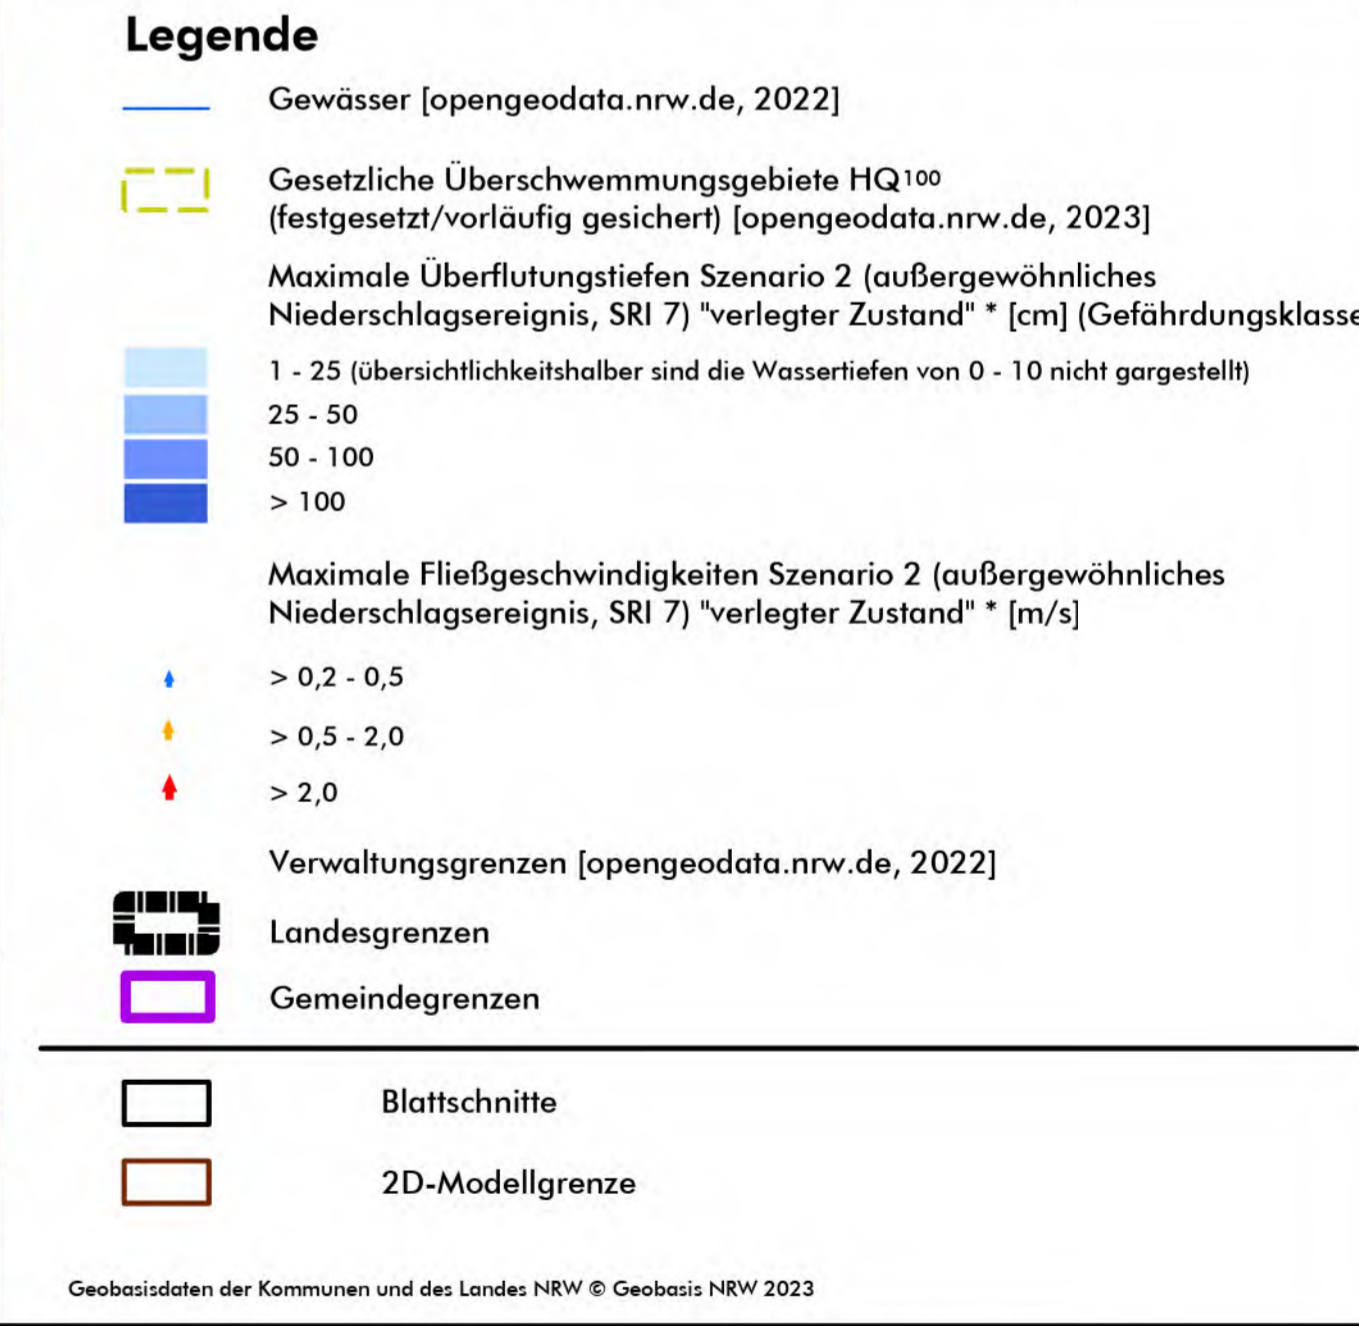 Legende
Gewässer [opengeodata.nrw.de, 2022]
Gesetzliche Überschwemmungsgebiete HQ100
(festgesetzt/vorläufig gesichert) [opengeodata.nrw.de, 2023]
Maximale Überflutungstiefen Szenario 2 (außergewöhnliches
Niederschlagsereignis, SRI 7) "verlegter Zustand" * [cm] (Gefährdungsklasse
1 - 25 (übersichtlichkeitshalber sind die Wassertiefen von 0 - 10 nicht gargestellt)
25 - 50
50 - 100
> 100
Maximale Fließgeschwindigkeiten Szenario 2 (außergewöhnliches
Niederschlagsereignis, SRI 7) "verlegter Zustand" * [m/s]
> 0,2 - 0,5
> 0,5 - 2,0
> 2,0
Verwaltungsgrenzen [opengeodata.nrw.de, 2022]
Landesgrenzen
Gemeindegrenzen
Blattschnitte
2D-Modellgrenze
Geobasisdaten der Kommunen und des Landes NRW © Geobasis NRW 2023